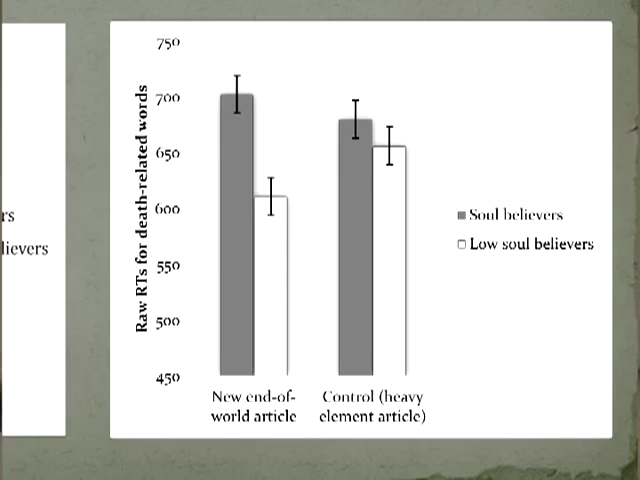 rs
lievers
Raw RTs for death-related words
750
700
650
600
550
500
450
New end-of-
world article
Control (heavy
element article)
Soul believers
Low soul believers